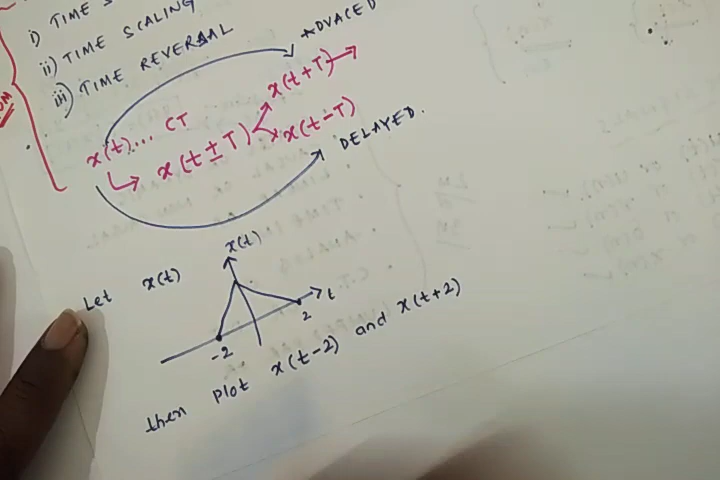 i) TIME S
ii) TIME SCALING
iii) TIME REVERSAL
ADVACED
x(t)... CT
x(t+T)
x(t±T)
x(t-T)
DELAYED.
Let x(t)
x(t)
t
-2
2
then plot x(t-2) and x(t+2)